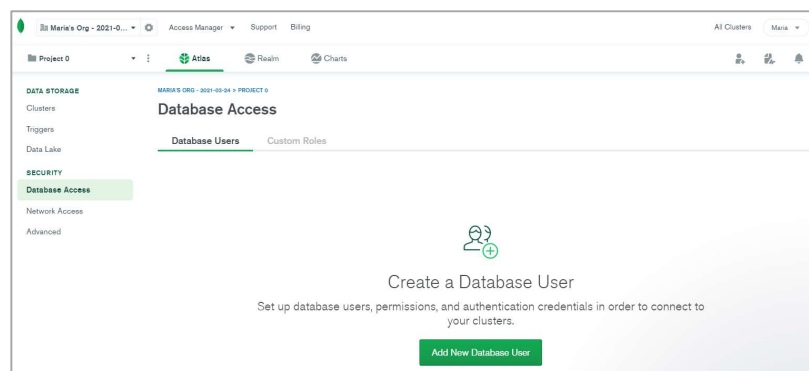 Maria's Org - 2021-0... Access Manager Support Billing All Clusters Maria
Project 0 Atlas Realm Charts
DATA STORAGE
Clusters
Triggers
Data Lake
SECURITY
Database Access
Network Access
Advanced
MARIA'S ORG - 2021-03-24 > PROJECT 0
Database Access
Database Users Custom Roles
Create a Database User
Set up database users, permissions, and authentication credentials in order to connect to
your clusters.
Add New Database User